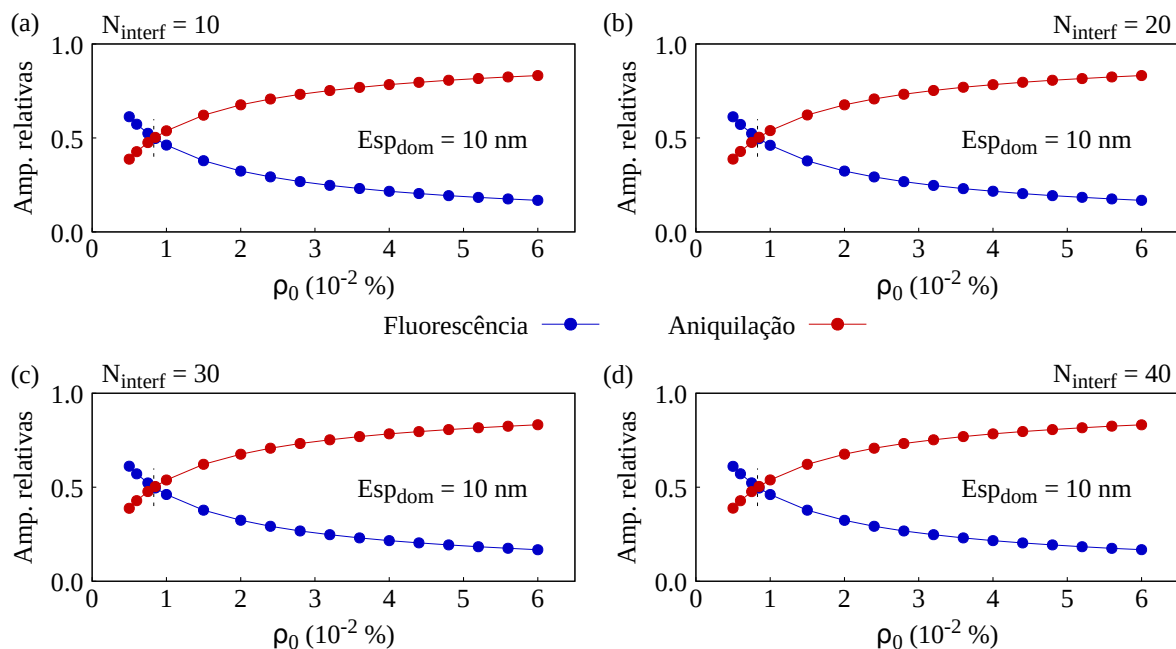 (a) N_interf = 10
1.0
0.5
0.0
Amp. relativas
Esp_dom = 10 nm
0 1 2 3 4 5 6
ρ_0 (10^-2 %)
(b) N_interf = 20
1.0
0.5
0.0
Amp. relativas
Esp_dom = 10 nm
0 1 2 3 4 5 6
ρ_0 (10^-2 %)
Fluorescência Aniquilação
(c) N_interf = 30
1.0
0.5
0.0
Amp. relativas
Esp_dom = 10 nm
0 1 2 3 4 5 6
ρ_0 (10^-2 %)
(d) N_interf = 40
1.0
0.5
0.0
Amp. relativas
Esp_dom = 10 nm
0 1 2 3 4 5 6
ρ_0 (10^-2 %)